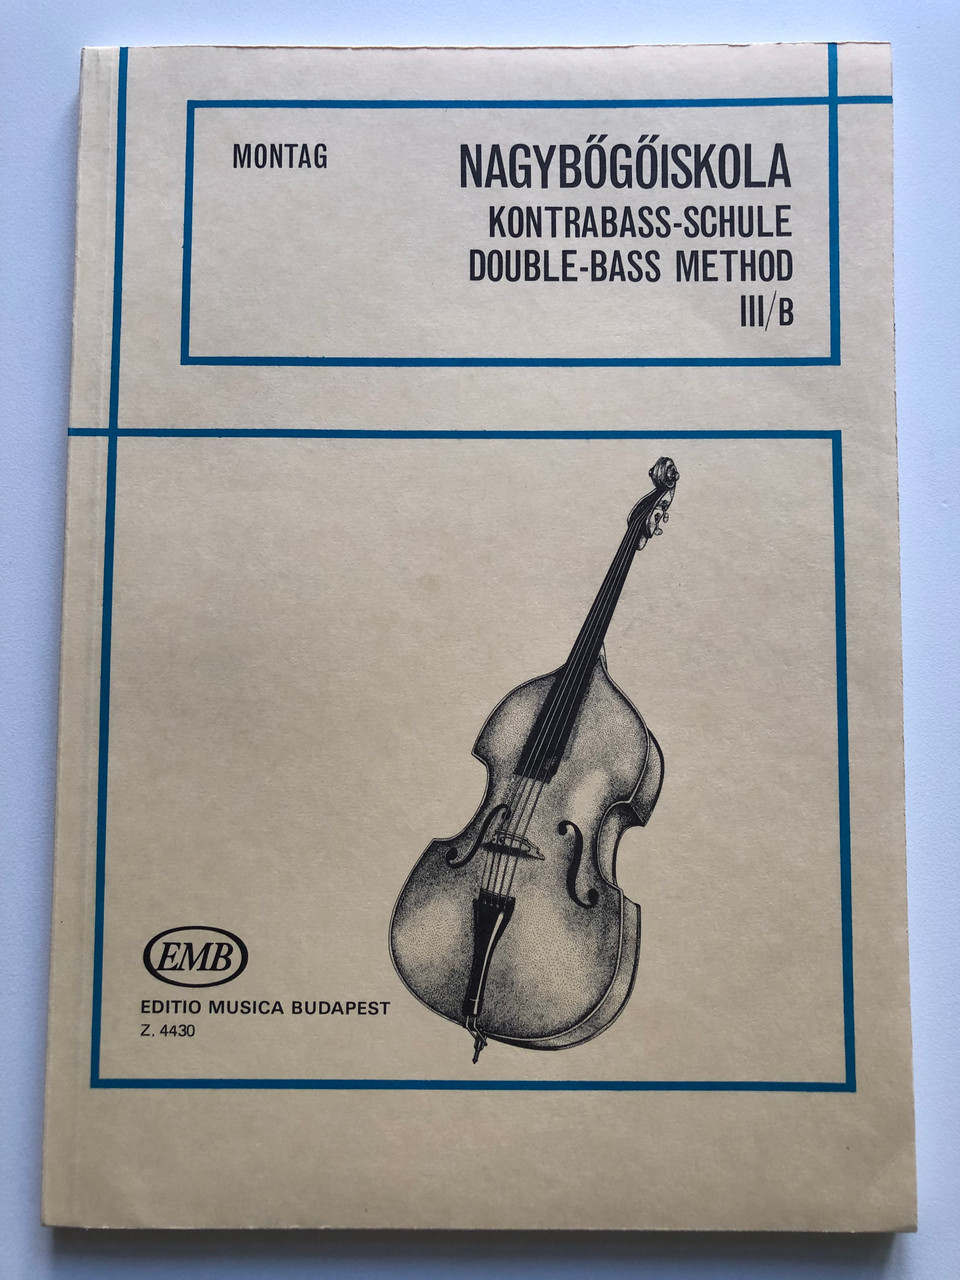 MONTAG
NAGYBŐGŐISKOLA
KONTRABASS-SCHULE
DOUBLE-BASS METHOD
III/B
EMB
EDITIO MUSICA BUDAPEST
Z. 4430